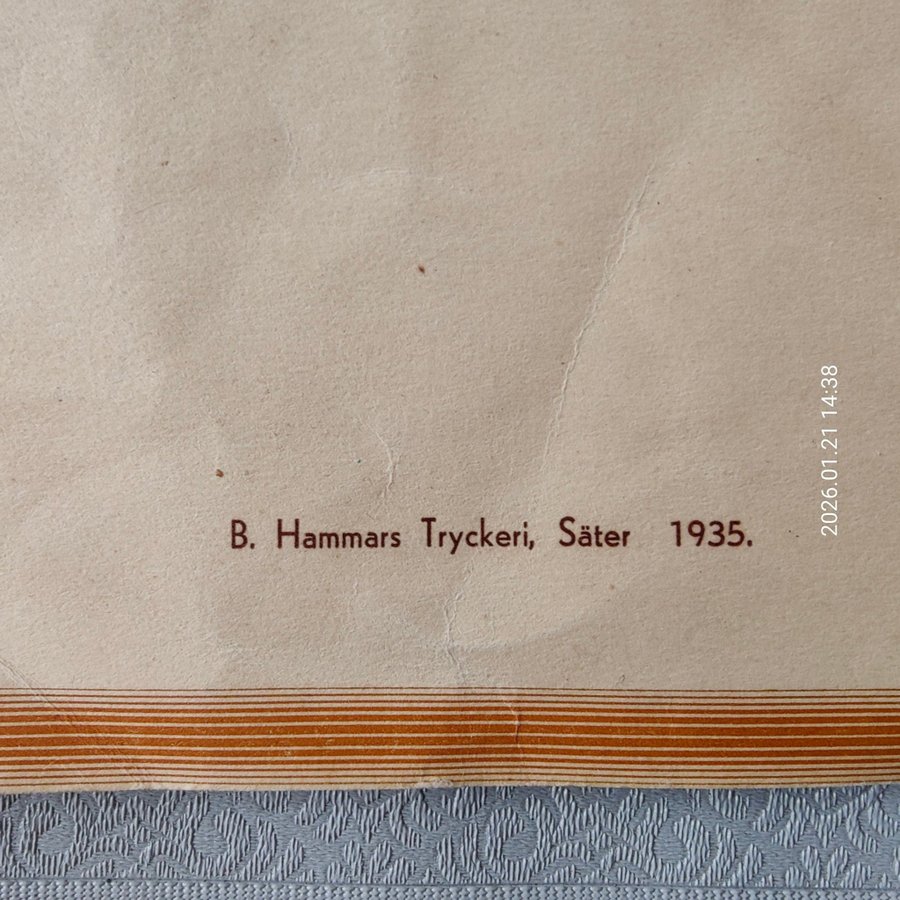 B. Hammars Tryckeri, Säter 1935.
2026.01.21 14:38